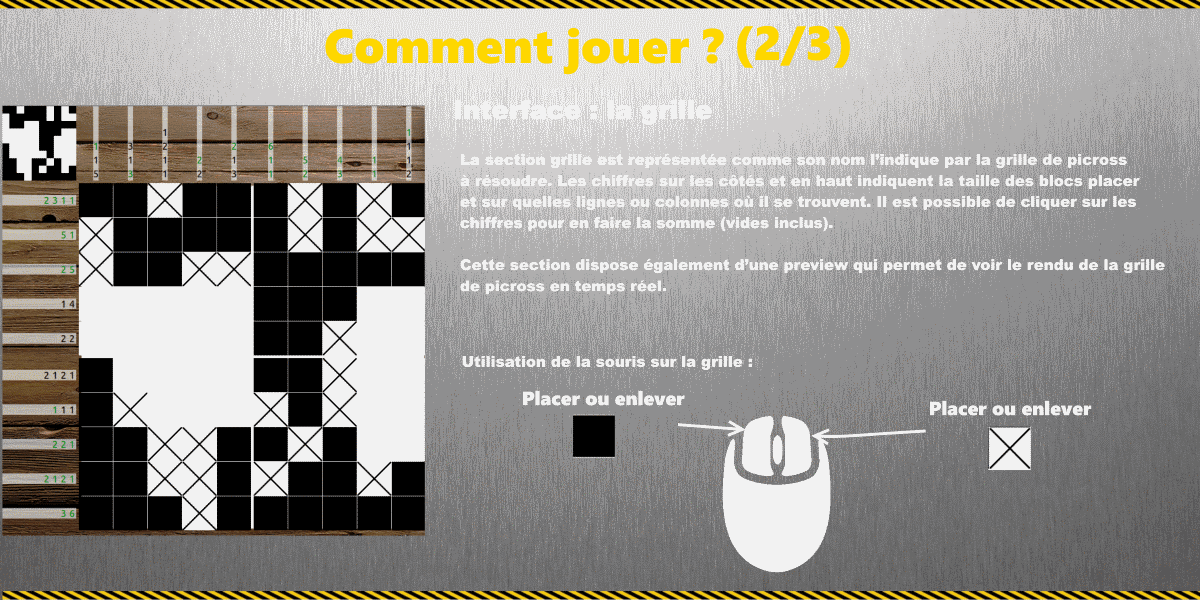 Comment jouer ? (2/3)
Interface : la grille
La section grille est représentée comme son nom l'indique par la grille de picross
à résoudre. Les chiffres sur les côtés et en haut indiquent la taille des blocs placer
et sur quelles lignes ou colonnes où il se trouvent. Il est possible de cliquer sur les
chiffres pour en faire la somme (vides inclus).
Cette section dispose également d'une preview qui permet de voir le rendu de la grille
de picross en temps réel.
Utilisation de la souris sur la grille :
Placer ou enlever
Placer ou enlever
2 3 1 1
5 1
2 5
1 4
2 2
2 1 2 1
1 1 1
2 2 1
2 1 2 1
3 6